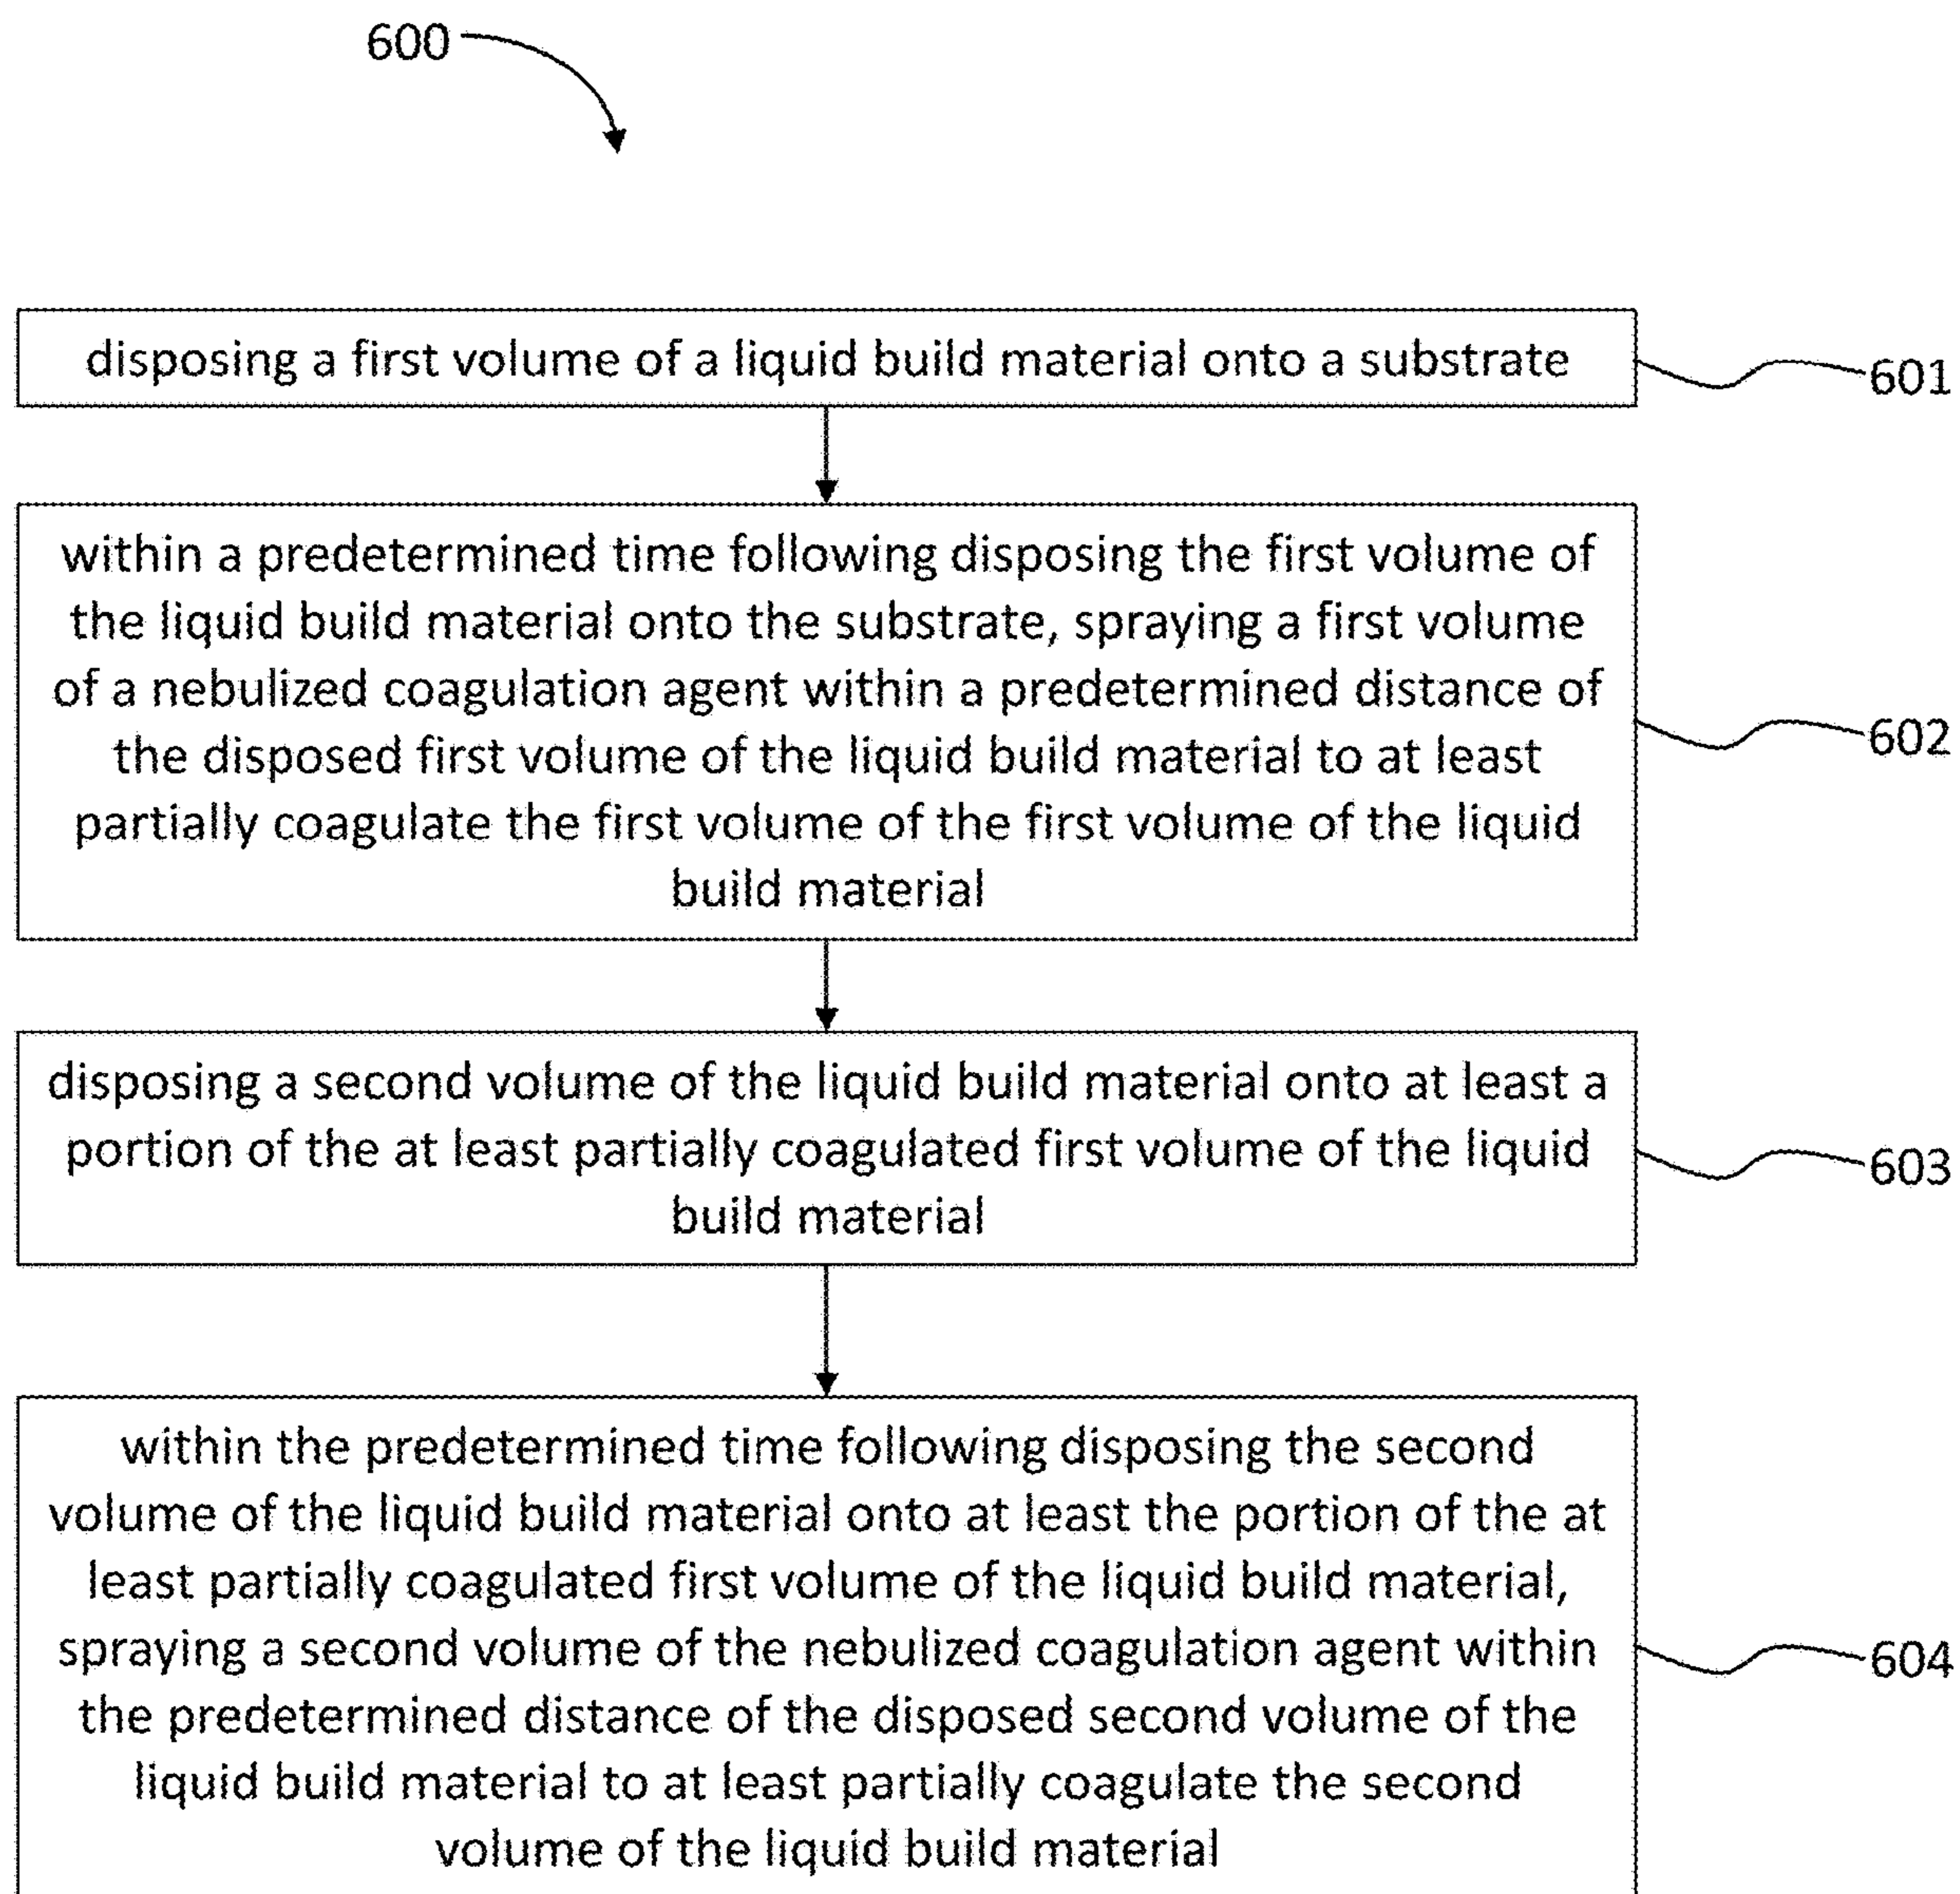 600
disposing a first volume of a liquid build material onto a substrate
601
within a predetermined time following disposing the first volume of
the liquid build material onto the substrate, spraying a first volume
of a nebulized coagulation agent within a predetermined distance of
the disposed first volume of the liquid build material to at least
partially coagulate the first volume of the first volume of the liquid
build material
602
disposing a second volume of the liquid build material onto at least a
portion of the at least partially coagulated first volume of the liquid
build material
603
within the predetermined time following disposing the second
volume of the liquid build material onto at least the portion of the at
least partially coagulated first volume of the liquid build material,
spraying a second volume of the nebulized coagulation agent within
the predetermined distance of the disposed second volume of the
liquid build material to at least partially coagulate the second
volume of the liquid build material
604